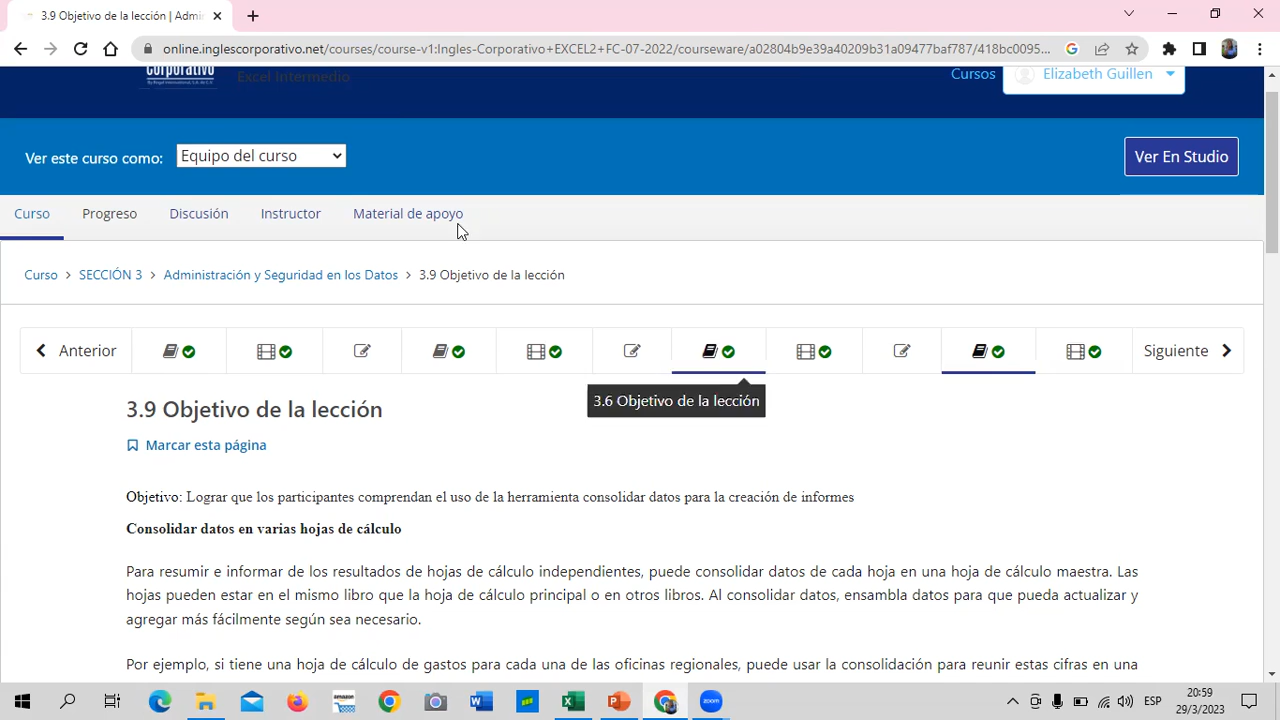 3.9 Objetivo de la lección | Admi
online.inglescorporativo.net/courses/course-v1:Ingles-Corporativo+EXCEL2+FC-07-2022/courseware/a02804b9e39a40209b31a09477baf787/418bc0095...
corporativo
Excel Intermedio
Cursos
Elizabeth Guillen
Ver este curso como:
Equipo del curso
Ver En Studio
Curso
Progreso
Discusión
Instructor
Material de apoyo
Curso > SECCIÓN 3 > Administración y Seguridad en los Datos > 3.9 Objetivo de la lección
Anterior
Siguiente
3.6 Objetivo de la lección
3.9 Objetivo de la lección
Marcar esta página
Objetivo: Lograr que los participantes comprendan el uso de la herramienta consolidar datos para la creación de informes
Consolidar datos en varias hojas de cálculo
Para resumir e informar de los resultados de hojas de cálculo independientes, puede consolidar datos de cada hoja en una hoja de cálculo maestra. Las
hojas pueden estar en el mismo libro que la hoja de cálculo principal o en otros libros. Al consolidar datos, ensambla datos para que pueda actualizar y
agregar más fácilmente según sea necesario.
Por ejemplo, si tiene una hoja de cálculo de gastos para cada una de las oficinas regionales, puede usar la consolidación para reunir estas cifras en una
amazon
zoom
ESP
20:59
29/3/2023